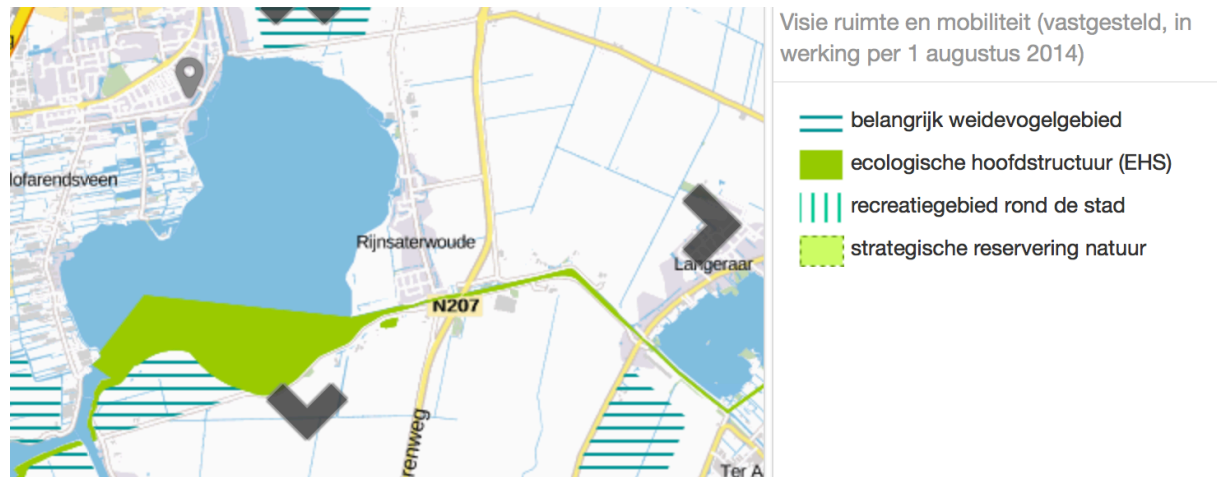 Visie ruimte en mobiliteit (vastgesteld, in
werking per 1 augustus 2014)
belangrijk weidevogelgebied
ecologische hoofdstructuur (EHS)
recreatiegebied rond de stad
strategische reservering natuur
lofarendsveen
Rijnsaterwoude
Langeraar
N207
renweg
Ter A